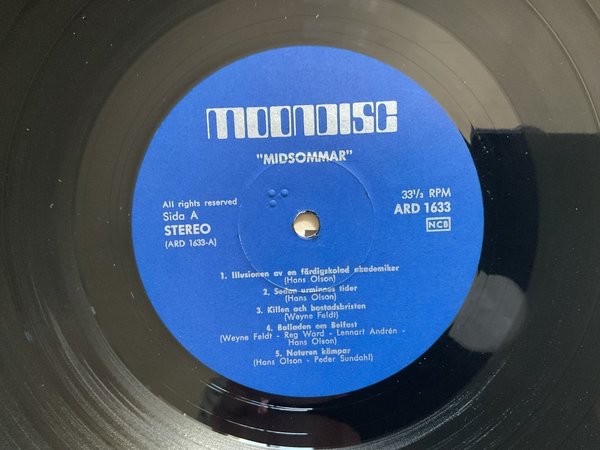 MOONDISC
"MIDSOMMAR"
All rights reserved
Sida A
STEREO
(ARD 1633-A)
33⅓ RPM
ARD 1633
NCB
1. Illusionen av en färdigskolad akademiker
(Hans Olson)
2. Sedan urminnes tider
(Hans Olson)
3. Killen och bostadsbristen
(Weyne Feldt)
4. Balladen om Belfast
(Weyne Feldt - Reg Ward - Lennart Andrén -
Hans Olson)
5. Naturen kämpar
(Hans Olson - Peder Sundahl)